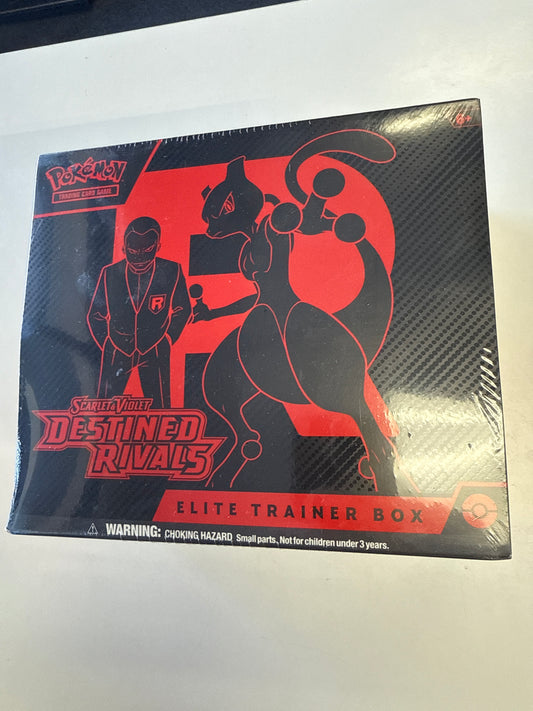 6+
POKéMON
TRADING CARD GAME
R
SCARLET & VIOLET
DESTINED
RIVALS
ELITE TRAINER BOX
WARNING: CHOKING HAZARD Small parts. Not for children under 3 years.